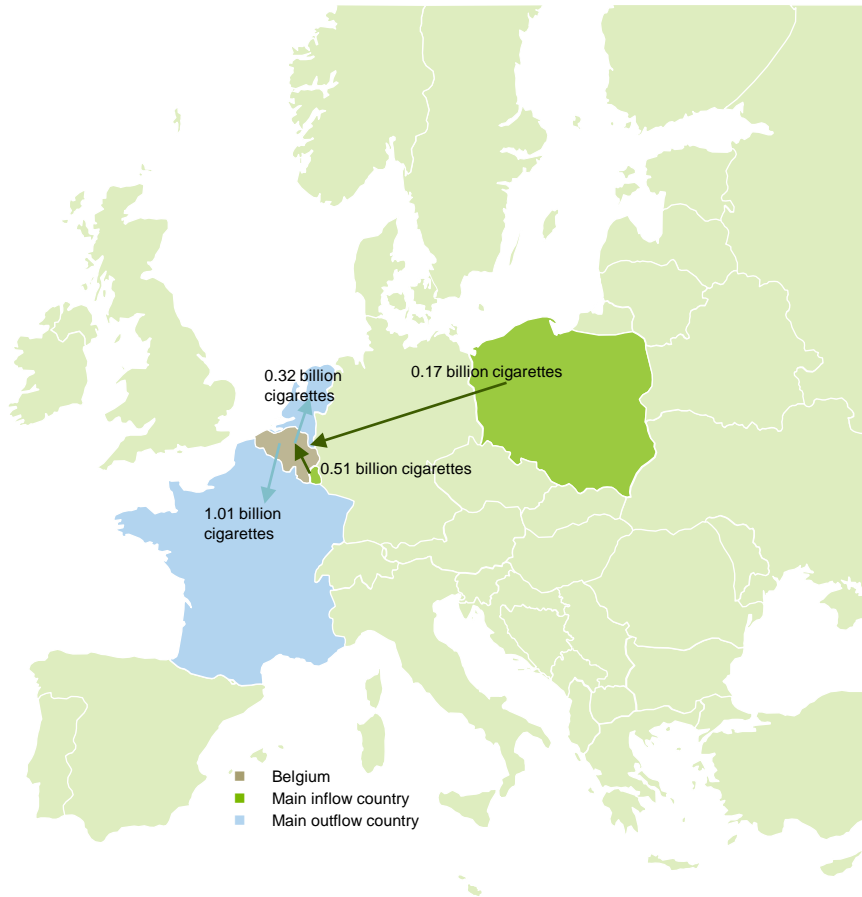 0.32 billion
cigarettes
0.17 billion cigarettes
0.51 billion cigarettes
1.01 billion
cigarettes
Belgium
Main inflow country
Main outflow country